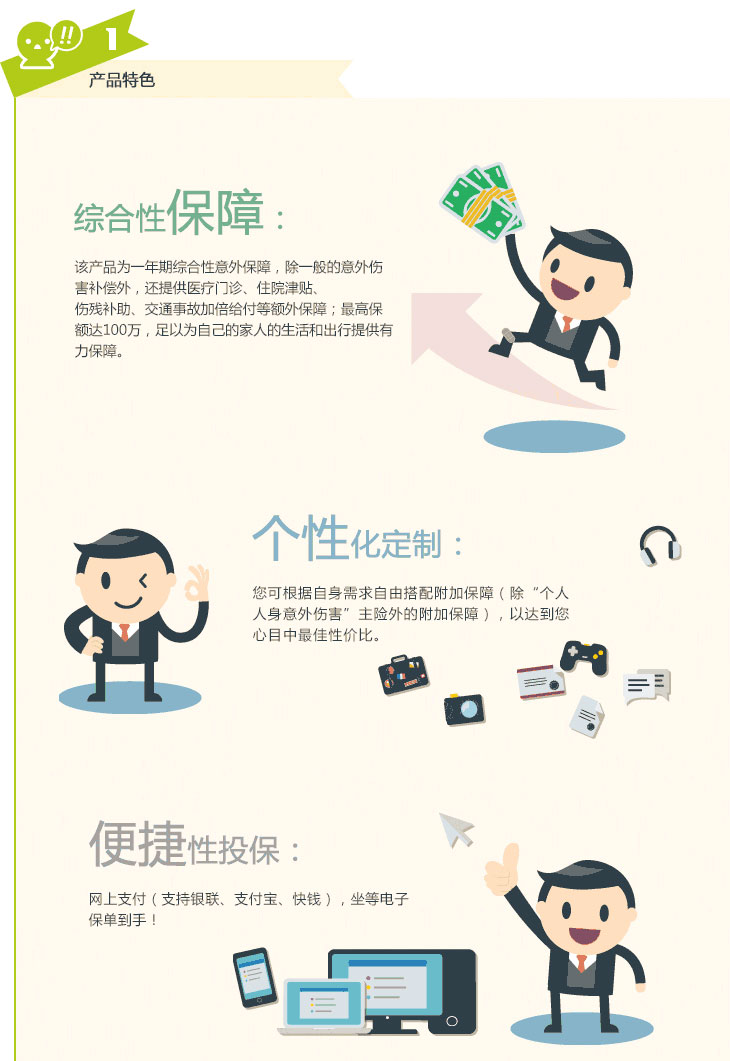 !!
1
产品特色
综合性保障：
该产品为一年期综合性意外保障，除一般的意外伤
害补偿外，还提供医疗门诊、住院津贴、
伤残补助、交通事故加倍给付等额外保障；最高保
额达100万，足以为自己的家人的生活和出行提供有
力保障。
个性化定制：
您可根据自身需求自由搭配附加保障（除“个人
人身意外伤害”主险外的附加保障），以达到您
心目中最佳性价比。
便捷性投保：
网上支付（支持银联、支付宝、快钱），坐等电子
保单到手！